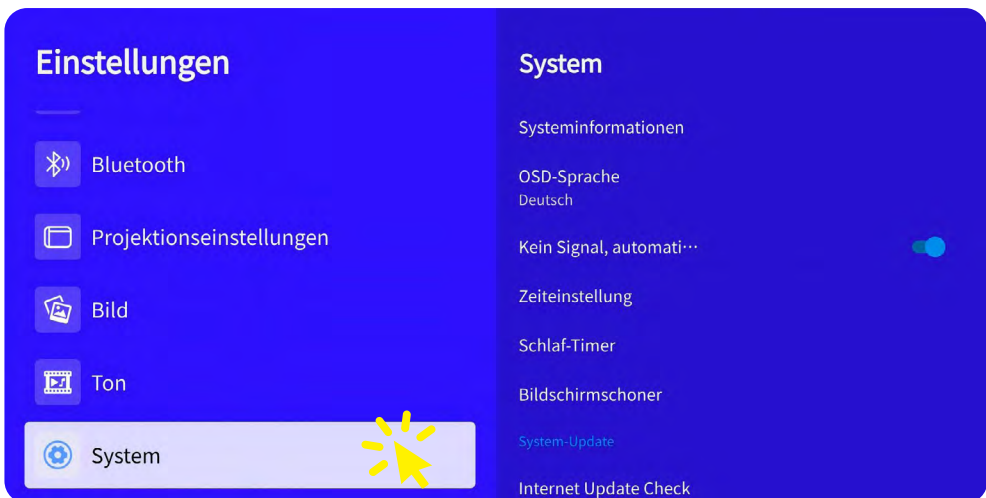 Einstellungen
Bluetooth
Projektionseinstellungen
Bild
Ton
System
System
Systeminformationen
OSD-Sprache
Deutsch
Kein Signal, automati···
Zeiteinstellung
Schlaf-Timer
Bildschirmschoner
System-Update
Internet Update Check